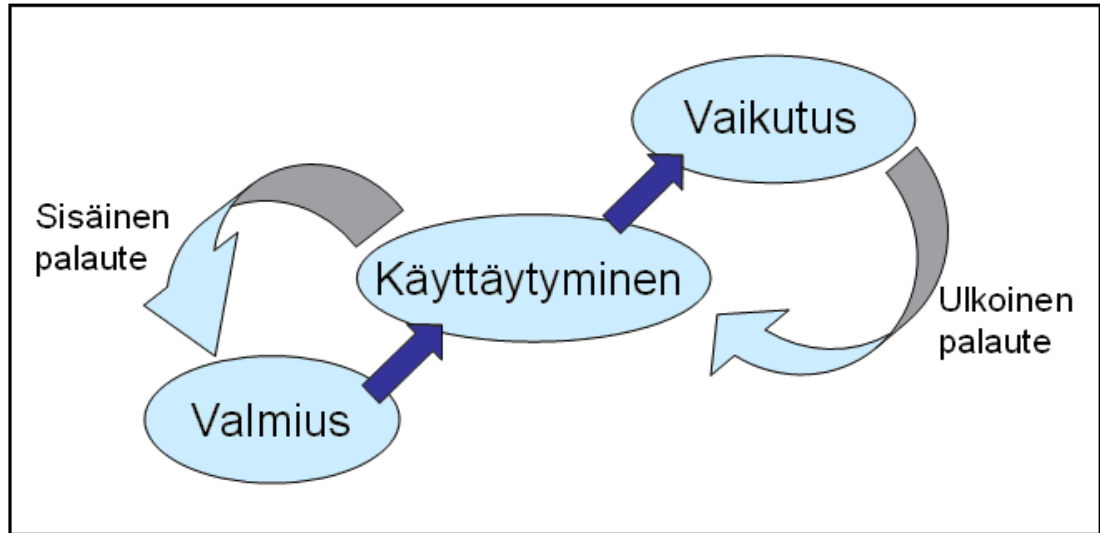 Vaikutus
Sisäinen
palaute
Käyttäytyminen
Ulkoinen
palaute
Valmius